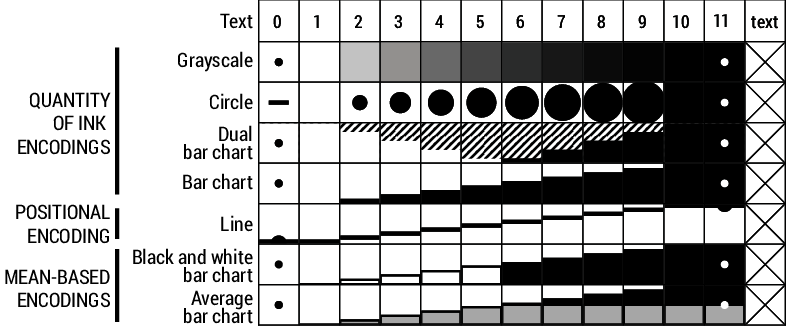 Text 0 1 2 3 4 5 6 7 8 9 10 11 text
QUANTITY
OF INK
ENCODINGS
Grayscale
Circle
Dual
bar chart
Bar chart
POSITIONAL
ENCODING
Line
MEAN-BASED
ENCODINGS
Black and white
bar chart
Average
bar chart